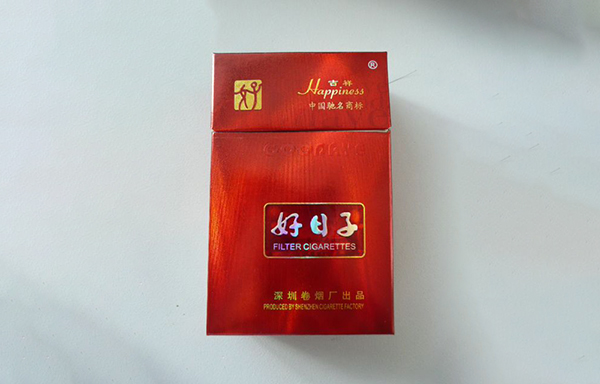 吉祥
®
Happiness
中国驰名商标
好日子
FILTER CIGARETTES
深圳卷烟厂出品
PRODUCED BY SHENZHEN CIGARETTE FACTORY